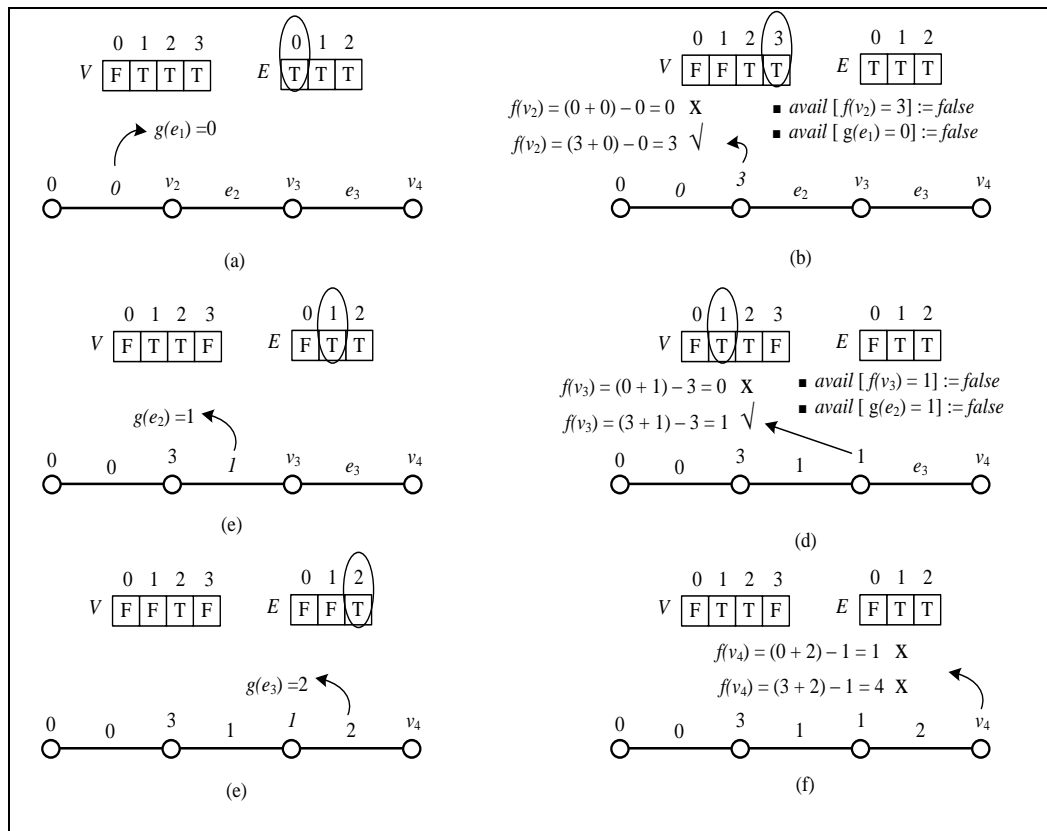 0 1 2 3
V F T T T
0 1 2
E T T T
g(e₁) =0
0 0 v₂ e₂ v₃ e₃ v₄
(a)
0 1 2 3
V F F T T
0 1 2
E T T T
f(v₂) = (0 + 0) – 0 = 0 X
f(v₂) = (3 + 0) – 0 = 3 √
■ avail [ f(v₂) = 3] := false
■ avail [ g(e₁) = 0] := false
0 0 3 e₂ v₃ e₃ v₄
(b)
0 1 2 3
V F T T F
0 1 2
E F T T
g(e₂) =1
0 0 3 1 v₃ e₃ v₄
(e)
0 1 2 3
V F T T F
0 1 2
E F T T
f(v₃) = (0 + 1) – 3 = 0 X
f(v₃) = (3 + 1) – 3 = 1 √
■ avail [ f(v₃) = 1] := false
■ avail [ g(e₂) = 1] := false
0 0 3 1 1 e₃ v₄
(d)
0 1 2 3
V F F T F
0 1 2
E F F T
g(e₃) =2
0 0 3 1 1 2 v₄
(e)
0 1 2 3
V F T T F
0 1 2
E F T T
f(v₄) = (0 + 2) – 1 = 1 X
f(v₄) = (3 + 2) – 1 = 4 X
0 0 3 1 1 2 v₄
(f)